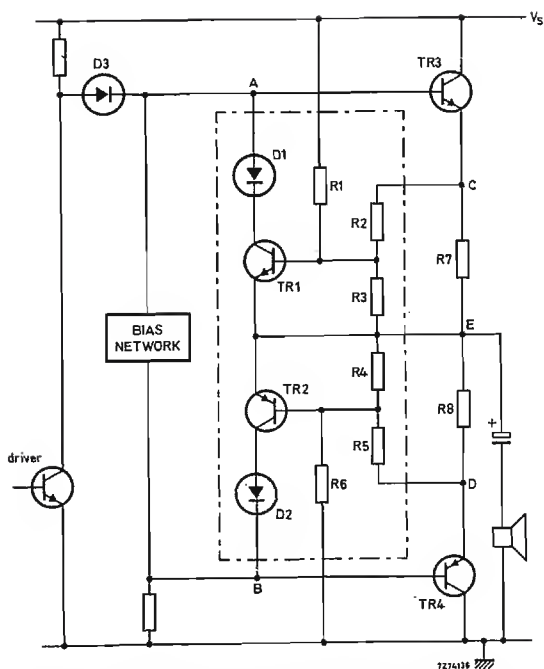 Vs
TR3
D3
A
D1
R1
C
R2
TR1
R7
R3
E
BIAS
NETWORK
TR2
R4
+
R8
R5
driver
D2
R6
D
B
TR4
7Z74136